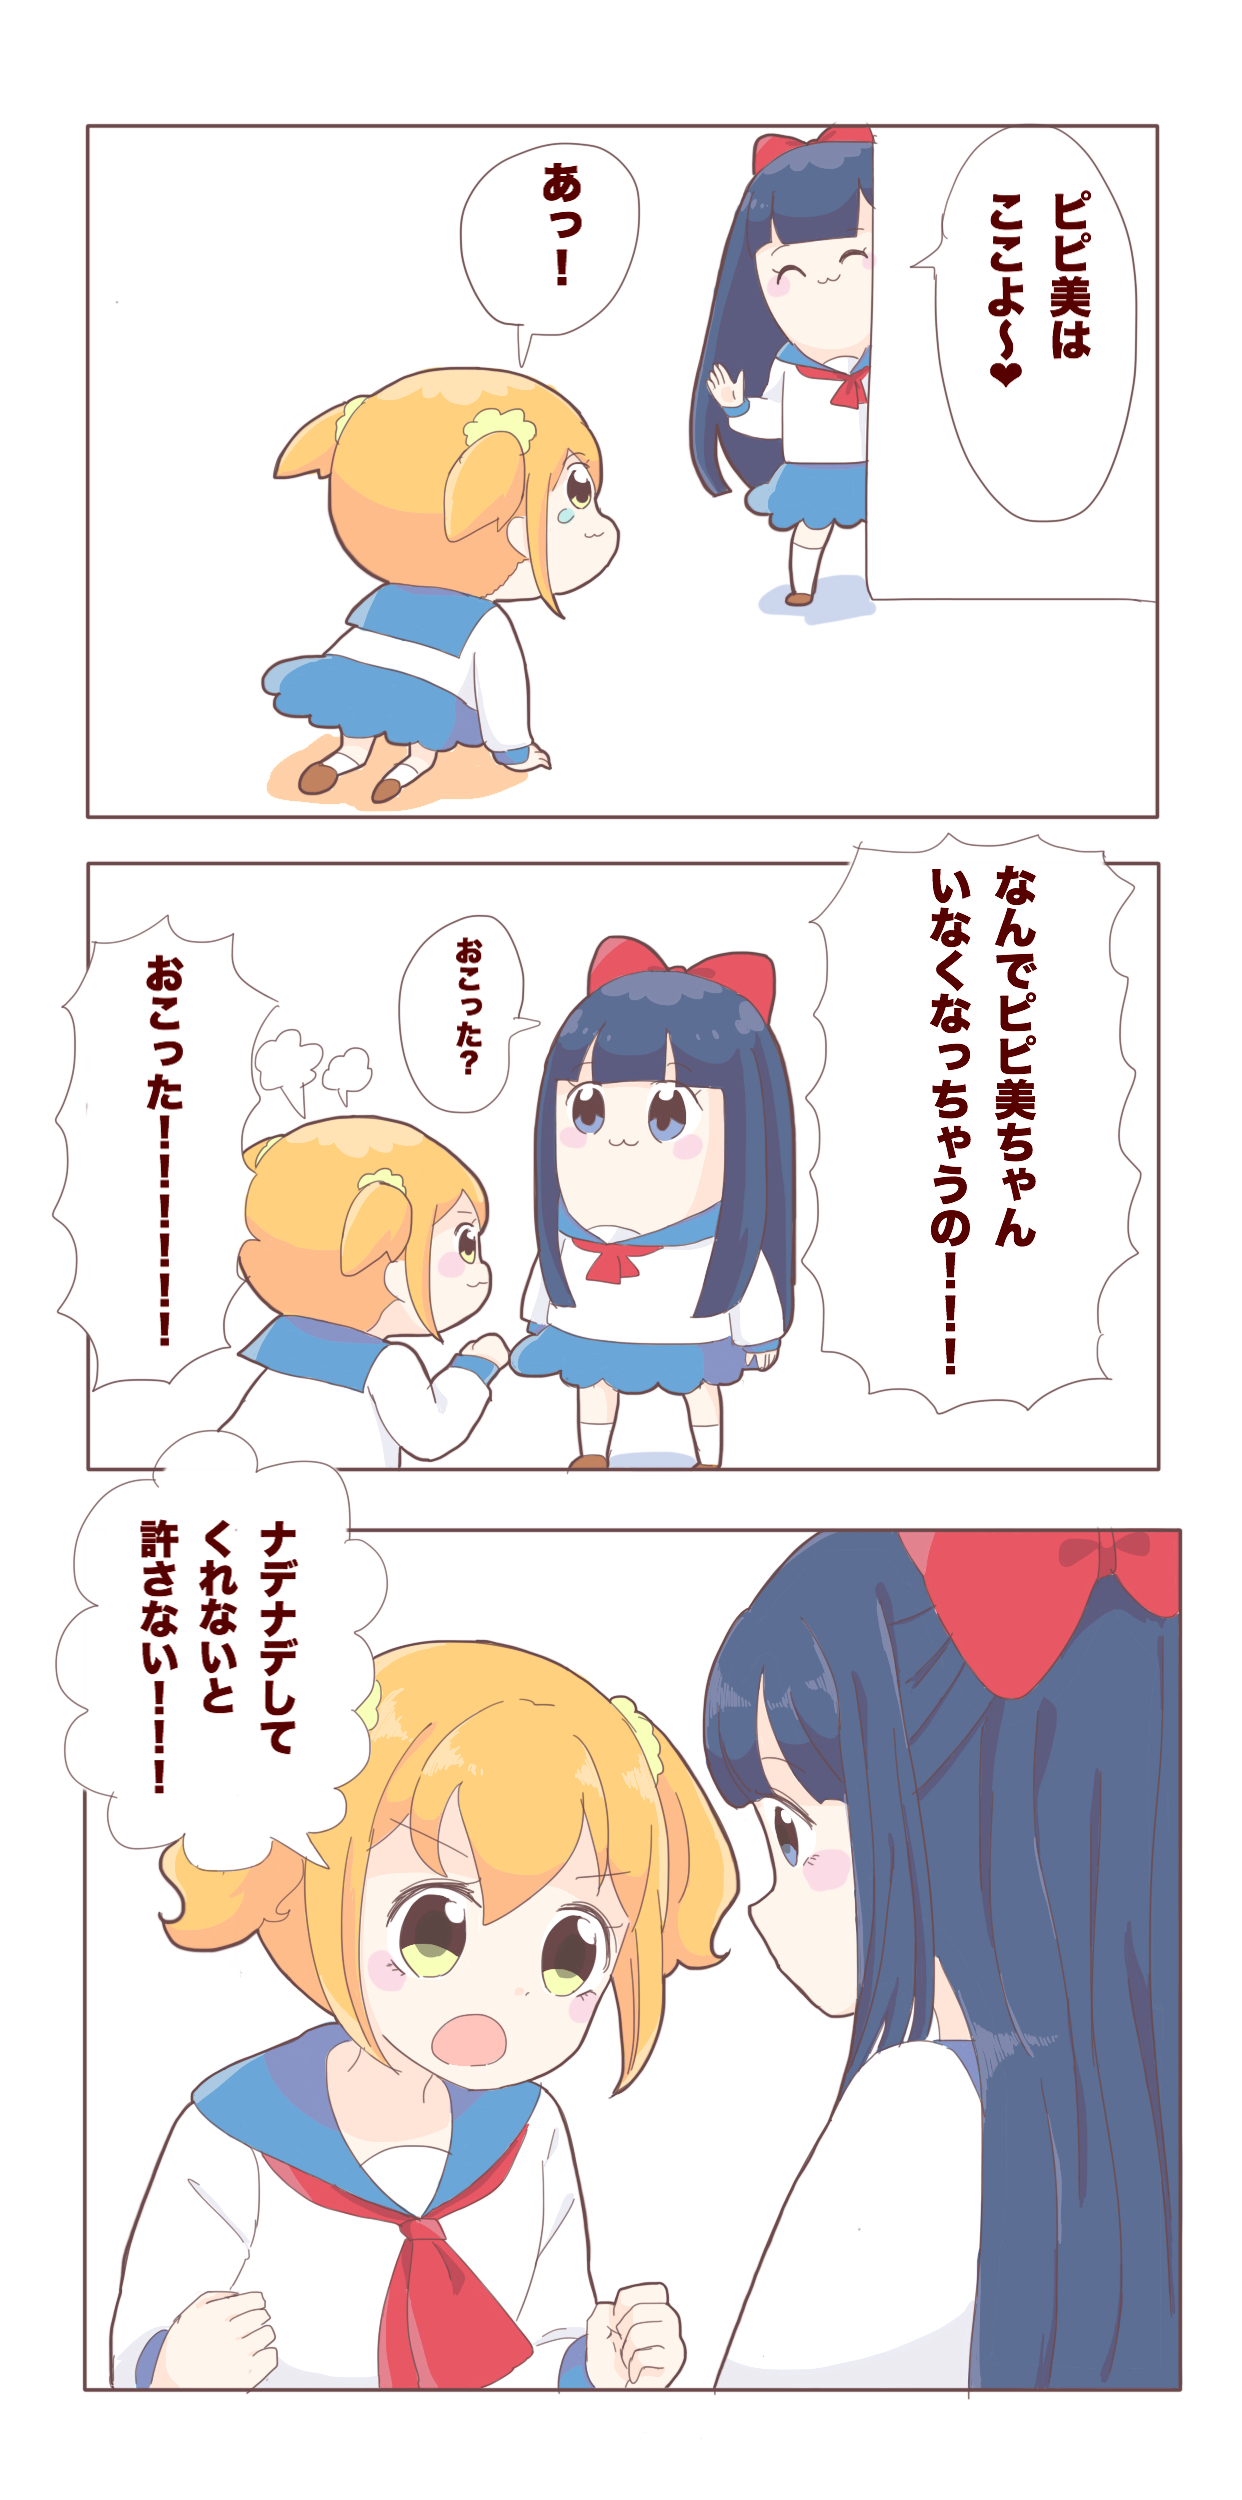 ピピ美は
ここよ～❤
あっ！
なんでピピ美ちゃん
いなくなっちゃうの！！！！
おこった？
おこった！！！！！！
ナデナデして
くれないと
許さない！！！！